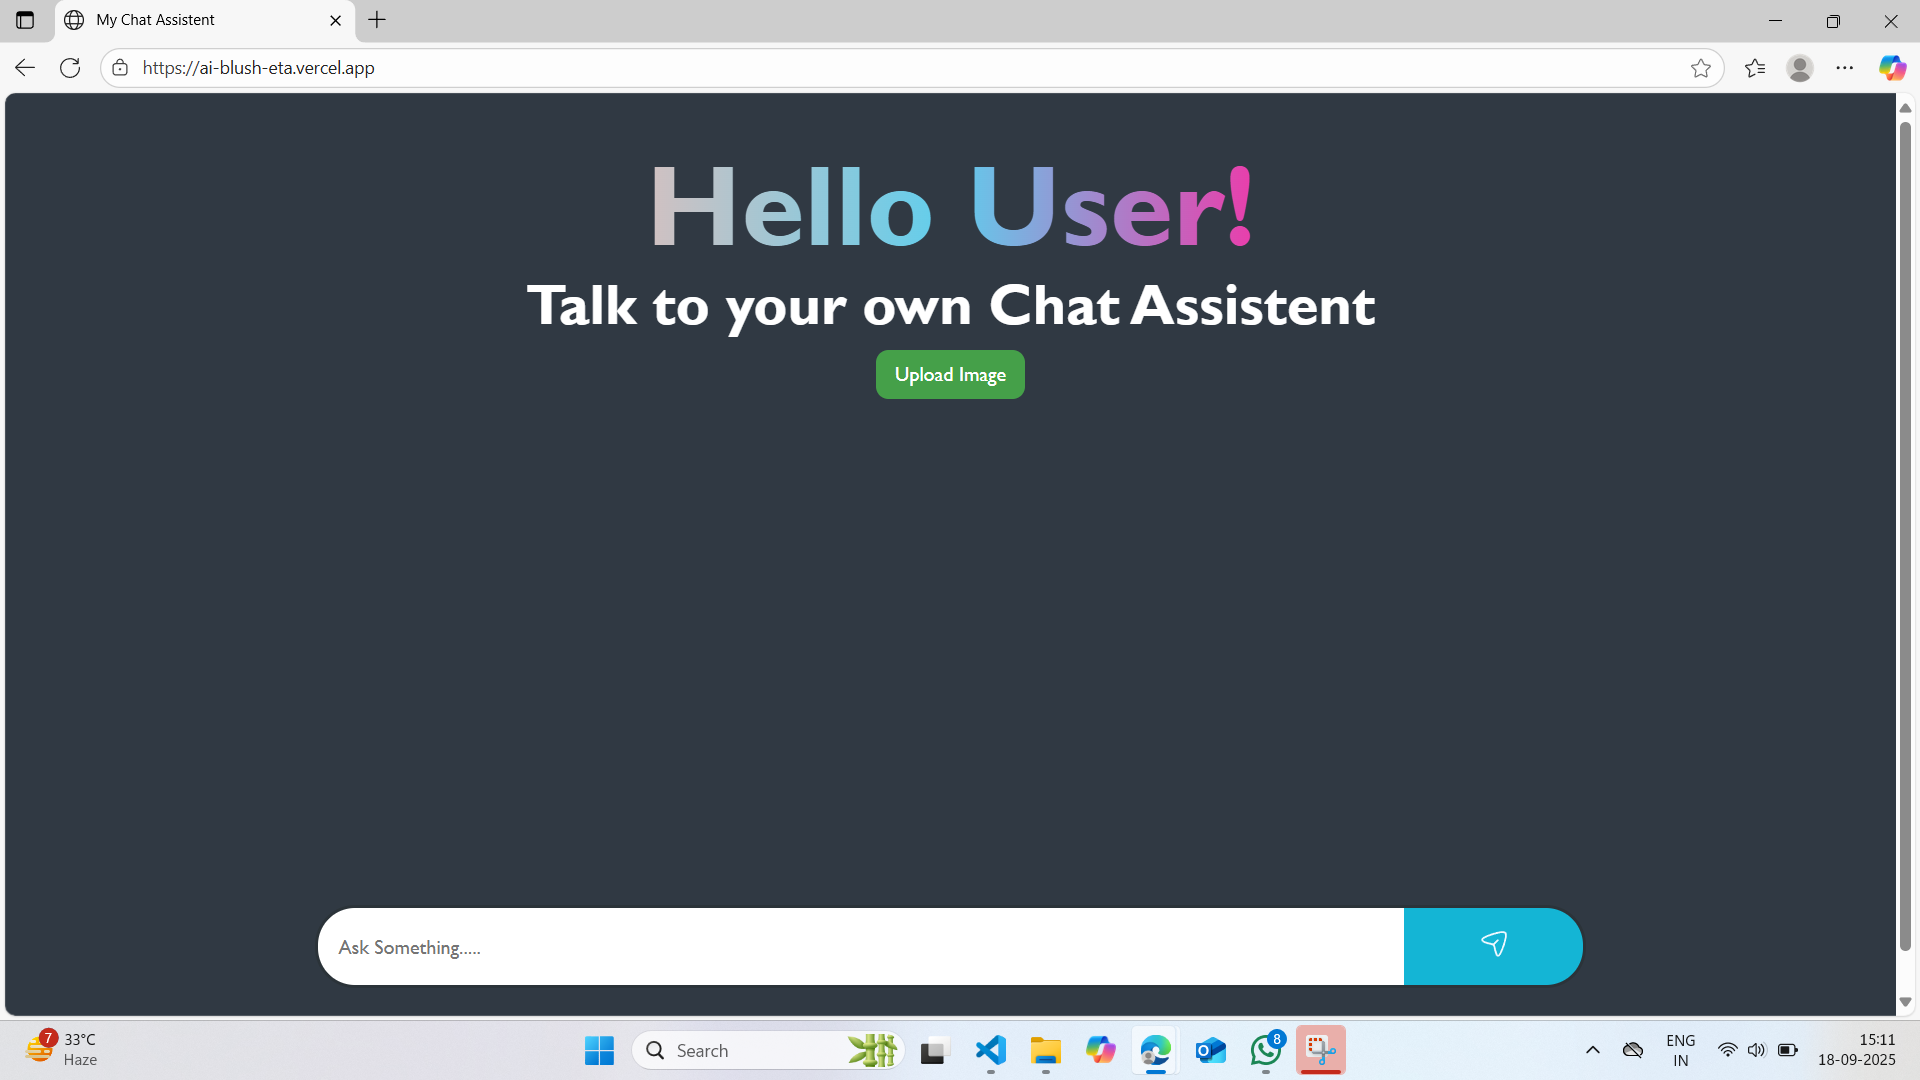 My Chat Assistent
https://ai-blush-eta.vercel.app
Hello User!
Talk to your own Chat Assistent
Upload Image
Ask Something.....
7
33°C
Haze
Search
8
ENG
IN
15:11
18-09-2025